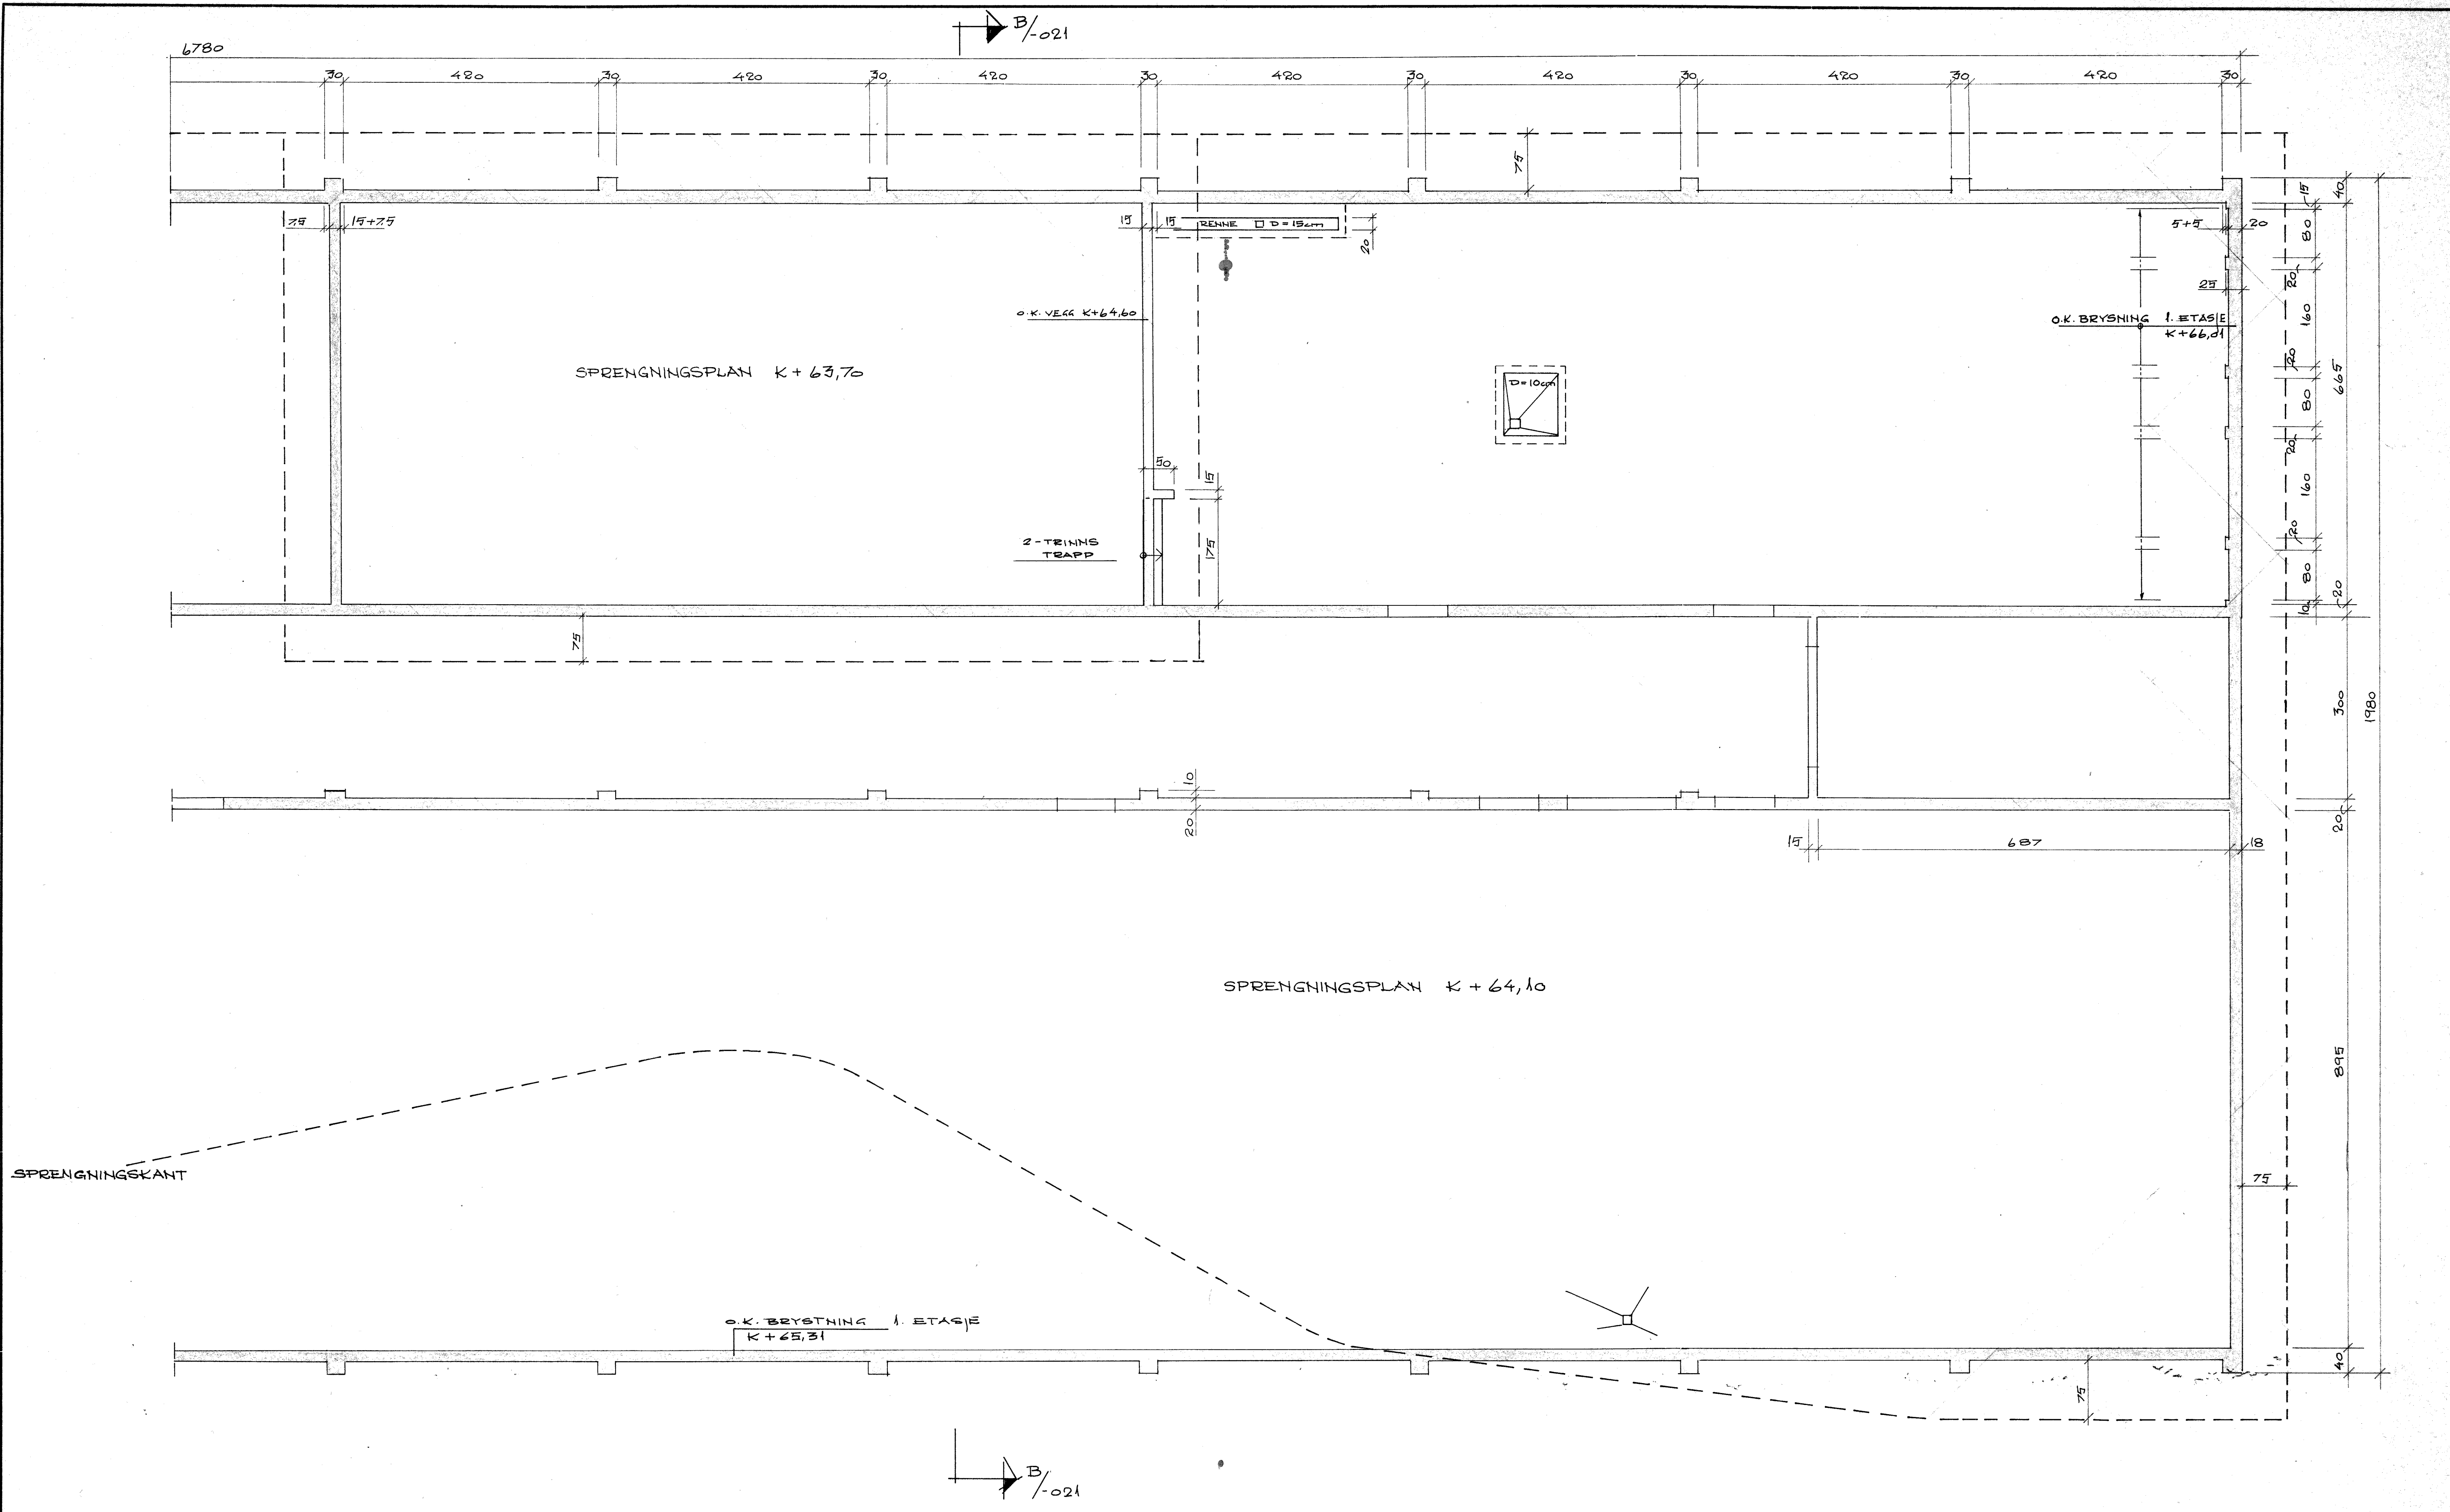 B/-021
6780
30 420 30 420 30 420 30 420 30 420 30 420 30 420 30
75
15
40
7,5 15+7,5
15 15
RENNE D=15cm
20
5+5 20
80
20
25
O.K. VEGG K+64,60
O.K. BRYSNING 1. ETASJE
K+66,01
160
SPRENGNINGSPLAN K + 63,70
20
665
D=10cm
80
20
50
15
160
2-TRINNS
TRAPP
175
20
80
20
10
75
300
1980
10
20
20
15 687 18
SPRENGNINGSPLAN K + 64,10
895
SPRENGNINGSKANT
75
O.K. BRYSTNING 1. ETASJE
K + 65,31
40
75
B/-021